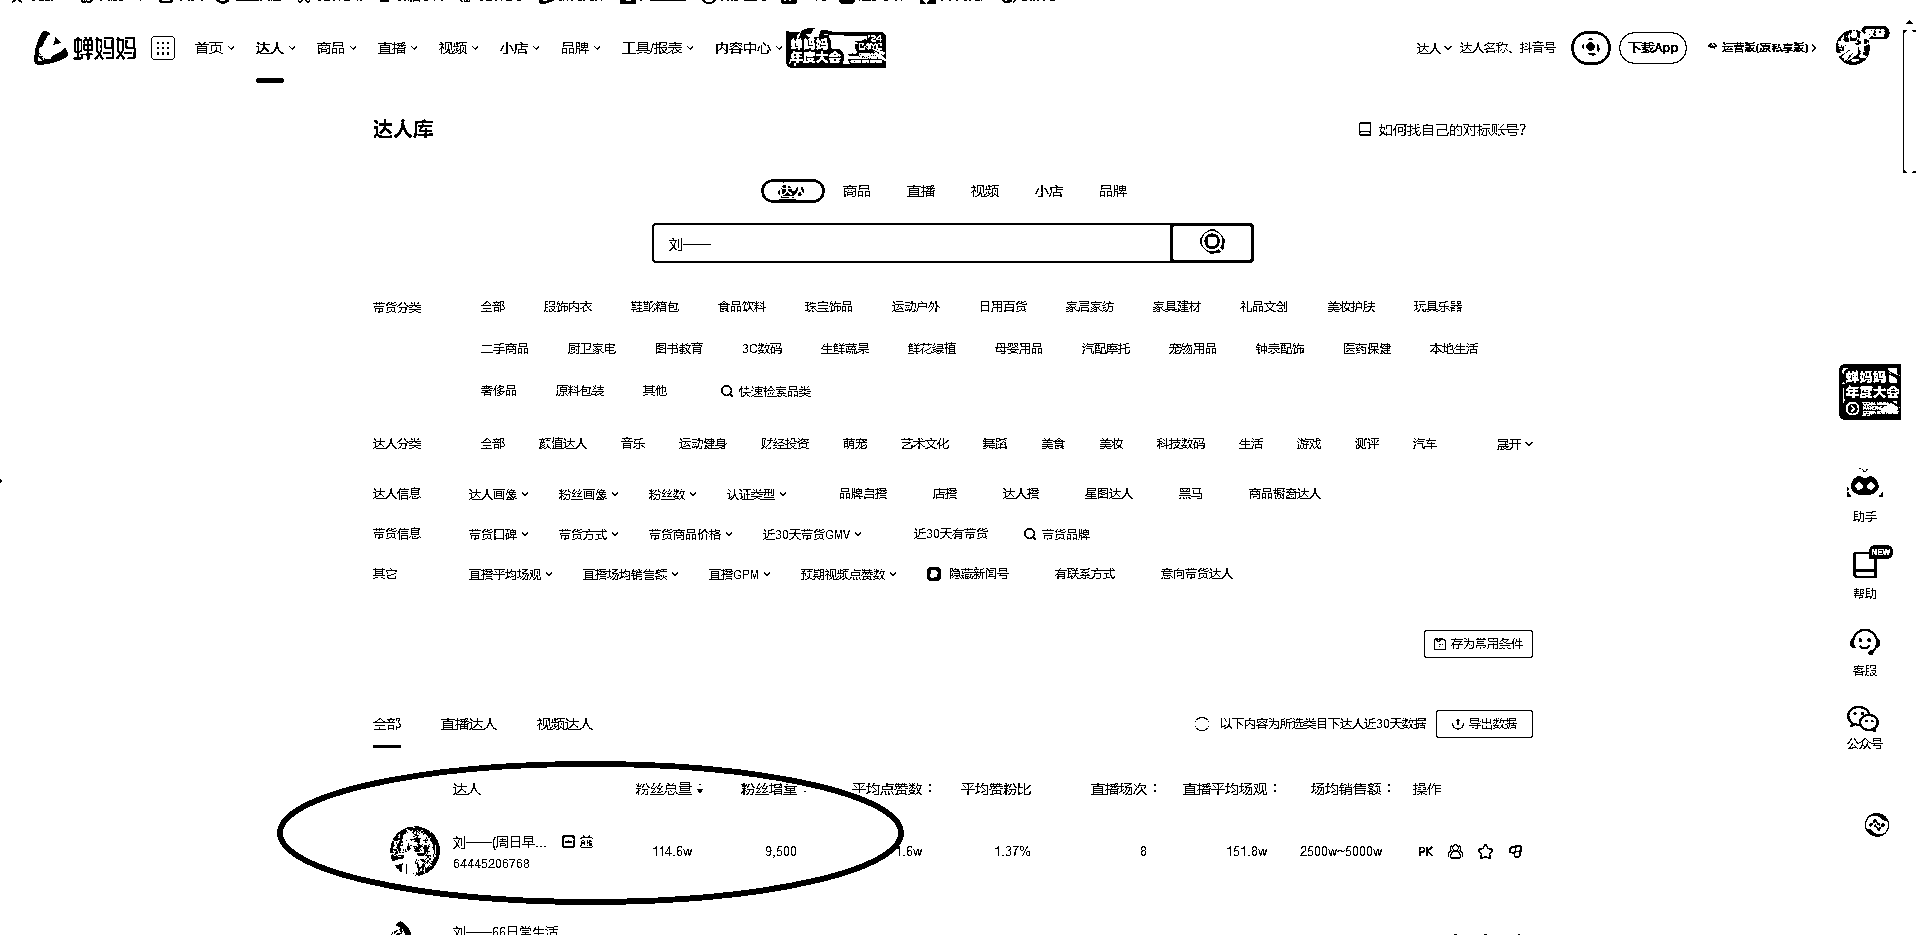 蝉妈妈 首页 达人 商品 直播 视频 小店 品牌 工具/报表 内容中心 蝉妈妈 年度大会 达人 达人名称、抖音号 下载App 运营版(原私享版)
达人库 如何找自己的对标账号?
达人 商品 直播 视频 小店 品牌
刘一一
带货分类 全部 服饰内衣 鞋靴箱包 食品饮料 珠宝饰品 运动户外 日用百货 家居家纺 家具建材 礼品文创 美妆护肤 玩具乐器
二手商品 厨卫家电 图书教育 3C数码 生鲜蔬果 鲜花绿植 母婴用品 汽配摩托 宠物用品 钟表配饰 医药保健 本地生活
奢侈品 原料包装 其他 快速检索品类
蝉妈妈
年度大会
达人分类 全部 颜值达人 音乐 运动健身 财经投资 萌宠 艺术文化 舞蹈 美食 美妆 科技数码 生活 游戏 测评 汽车 展开
达人信息 达人画像 粉丝画像 粉丝数 认证类型 品牌自播 店播 达人播 星图达人 黑马 商品橱窗达人
助手
带货信息 带货口碑 带货方式 带货商品价格 近30天带货GMV 近30天有带货 带货品牌
NEW
其它 直播平均场观 直播场均销售额 直播GPM 预期视频点赞数 隐藏新闻号 有联系方式 意向带货达人
帮助
存为常用条件
客服
全部 直播达人 视频达人 以下内容为所选类目下达人近30天数据 导出数据
公众号
达人 粉丝总量 粉丝增量 平均点赞数 平均赞粉比 直播场次 直播平均场观 场均销售额 操作
刘一一(周日早...
64445206768 114.6w 9,500 1.6w 1.37% 8 151.8w 2500w~5000w PK
刘一一66日常生活